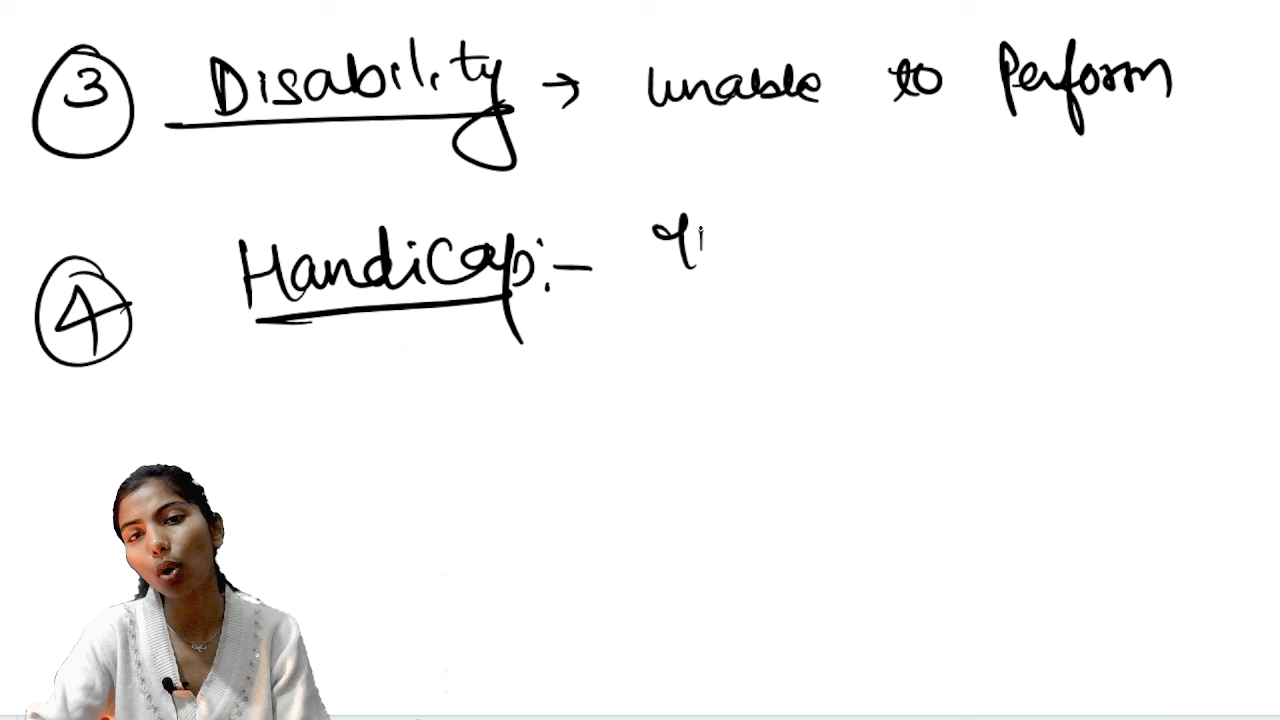 3 Disability → unable to Perform
4 Handicap:-